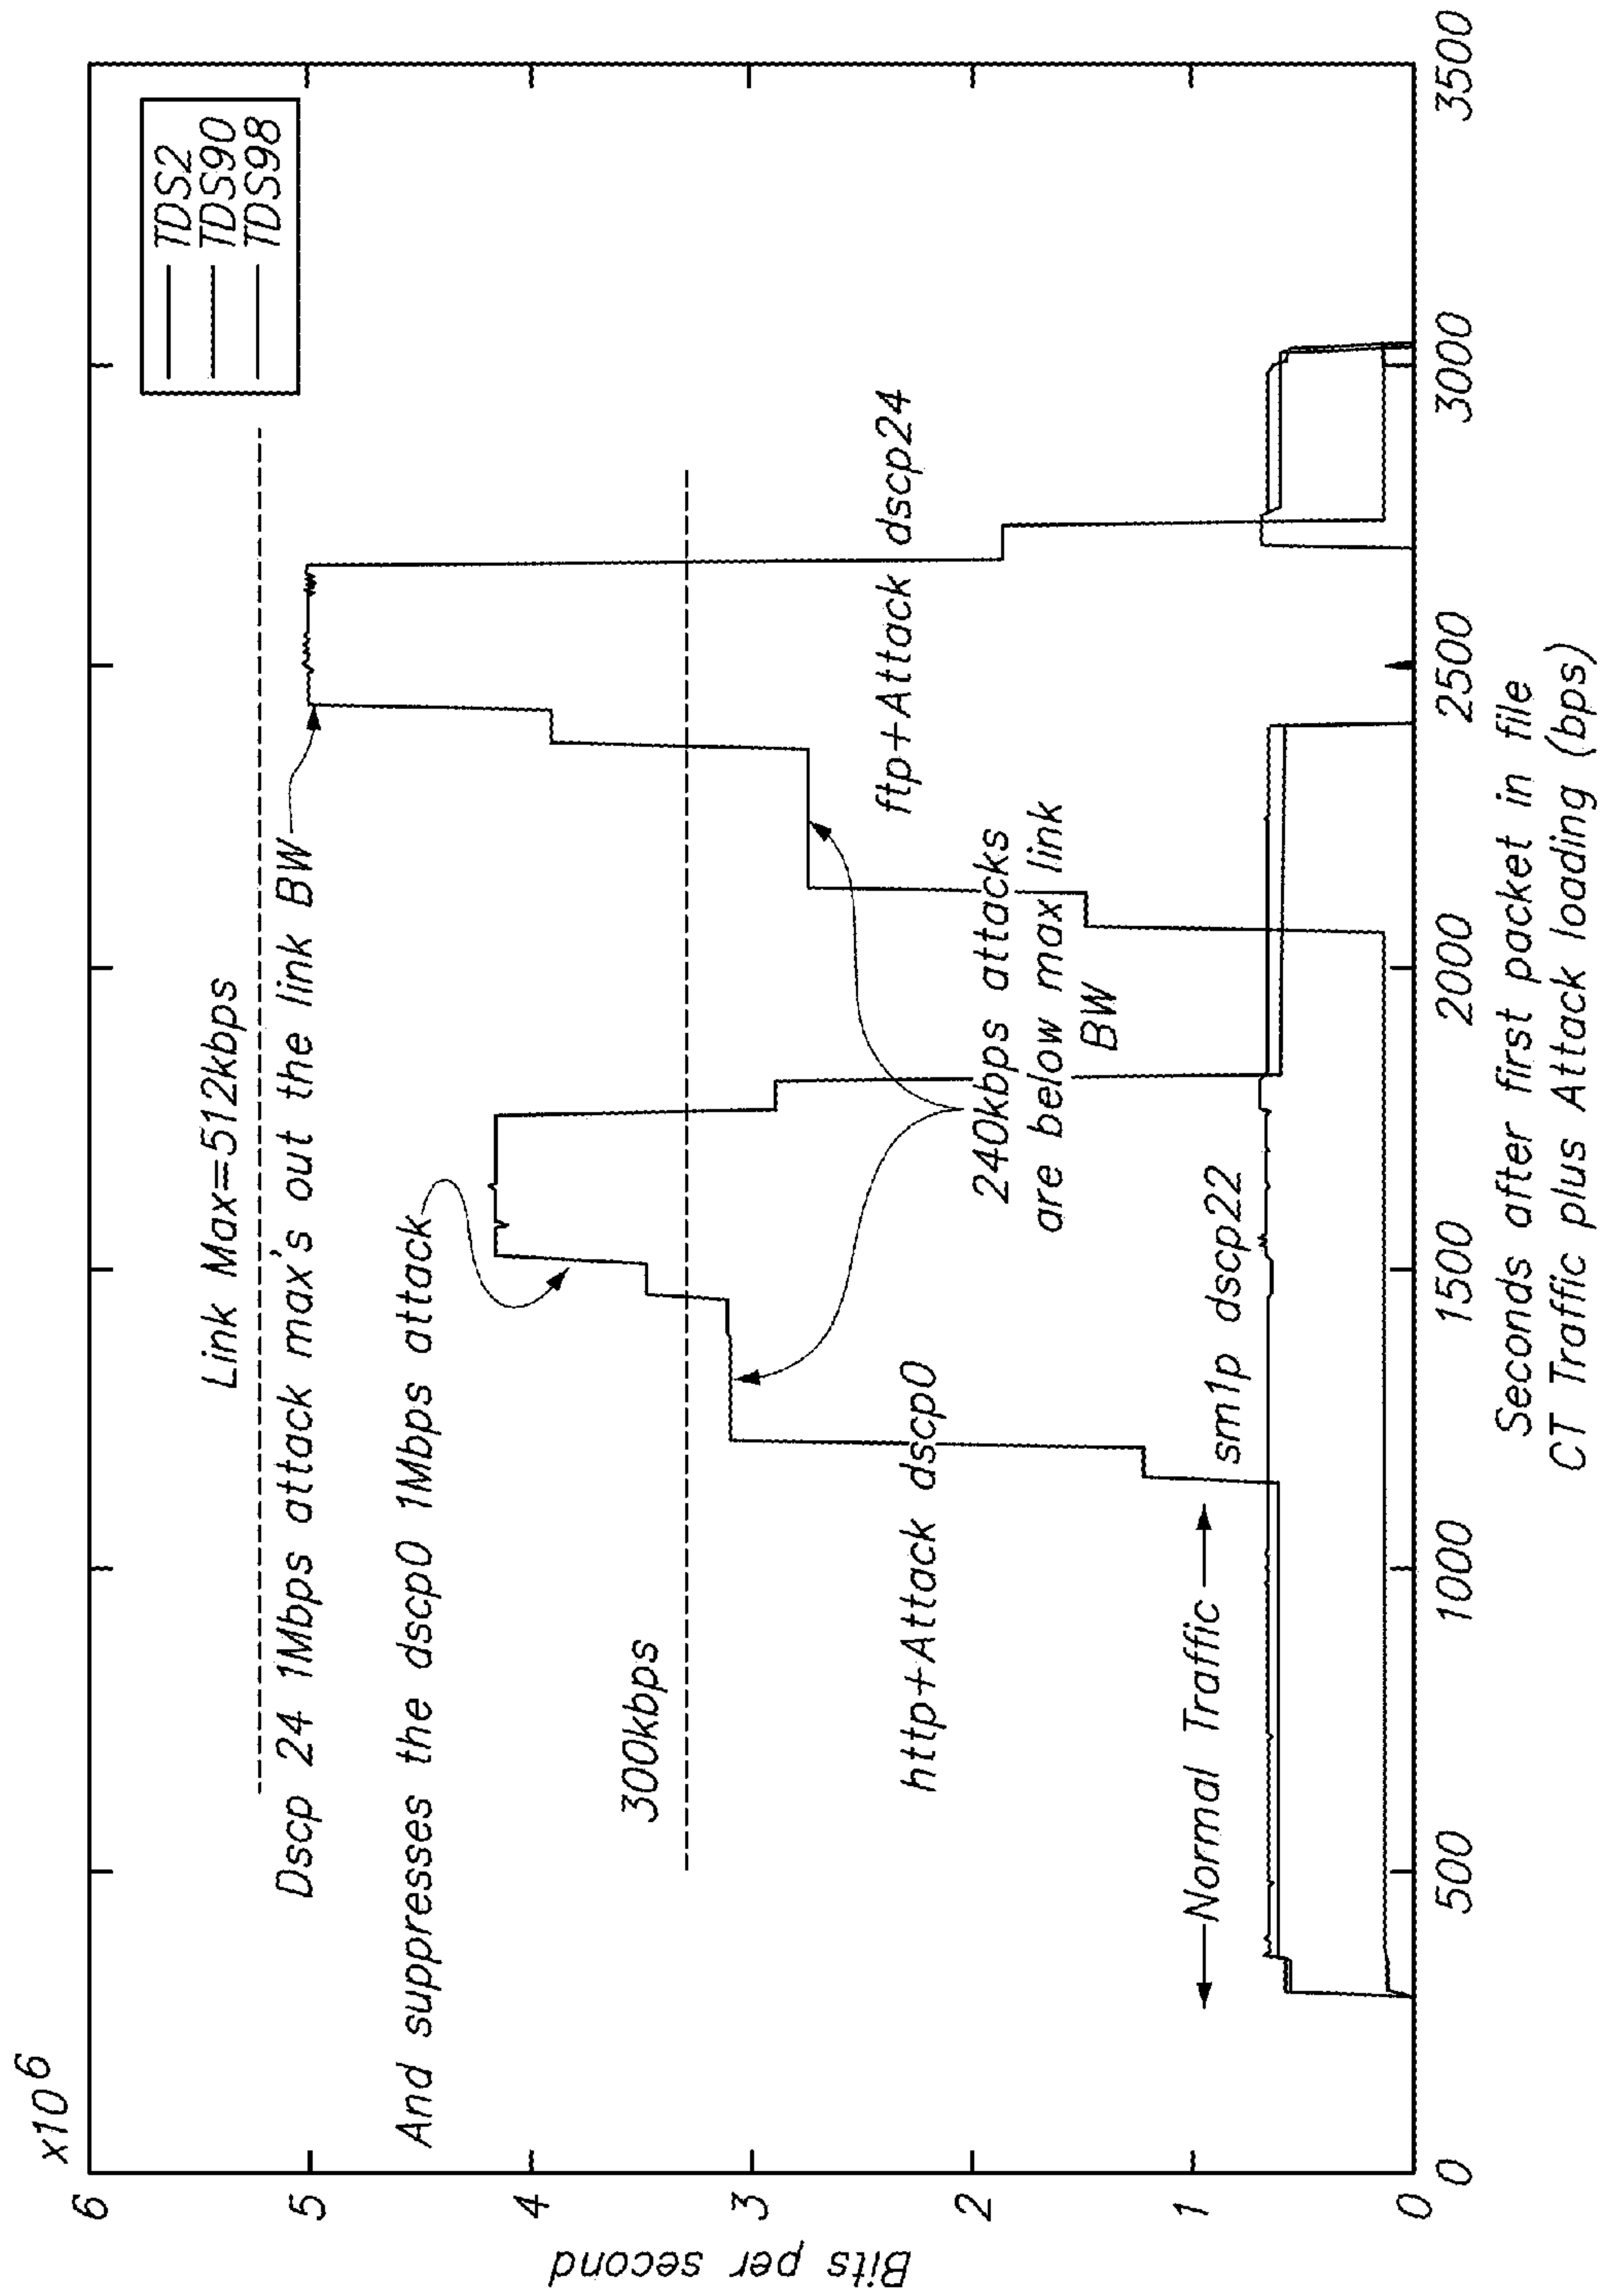 x10⁶
6
5
4
3
2
1
0
Bits per second
TDS2
TDS90
TDS98
Link Max=512kbps
Dscp 24 1Mbps attack max's out the link BW
And suppresses the dscp0 1Mbps attack
300kbps
http+Attack dscp0
ftp+Attack dscp24
240kbps attacks
are below max link
BW
Normal Traffic
sm1p dscp22
0
500
1000
1500
2000
2500
3000
3500
Seconds after first packet in file
CT Traffic plus Attack loading (bps)